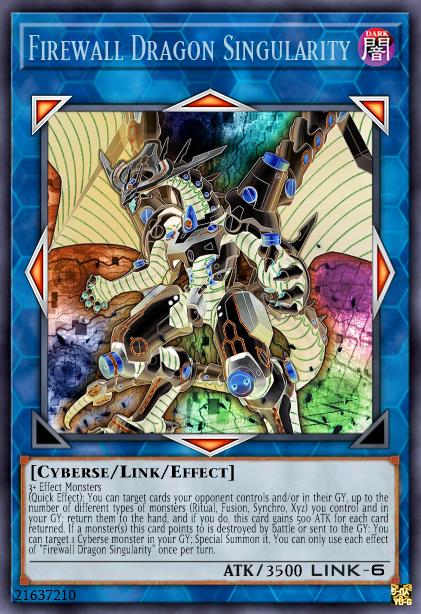 FIREWALL DRAGON SINGULARITY
DARK
闇
[CYBERSE/LINK/EFFECT]
3+ Effect Monsters
(Quick Effect): You can target cards your opponent controls and/or in their GY, up to the
number of different types of monsters (Ritual, Fusion, Synchro, Xyz) you control and in
your GY; return them to the hand, and if you do, this card gains 500 ATK for each card
returned. If a monster(s) this card points to is destroyed by battle or sent to the GY: You
can target 1 Cyberse monster in your GY; Special Summon it. You can only use each
effect of "Firewall Dragon Singularity" once per turn.
ATK/3500 LINK-6
21637210